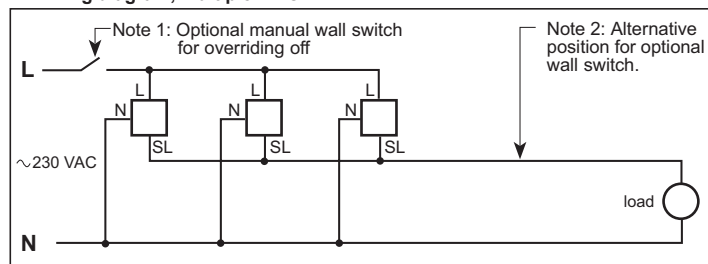 Note 1: Optional manual wall switch
for overriding off
Note 2: Alternative
position for optional
wall switch.
L
L
L
L
N
N
N
SL
SL
SL
~230 VAC
load
N